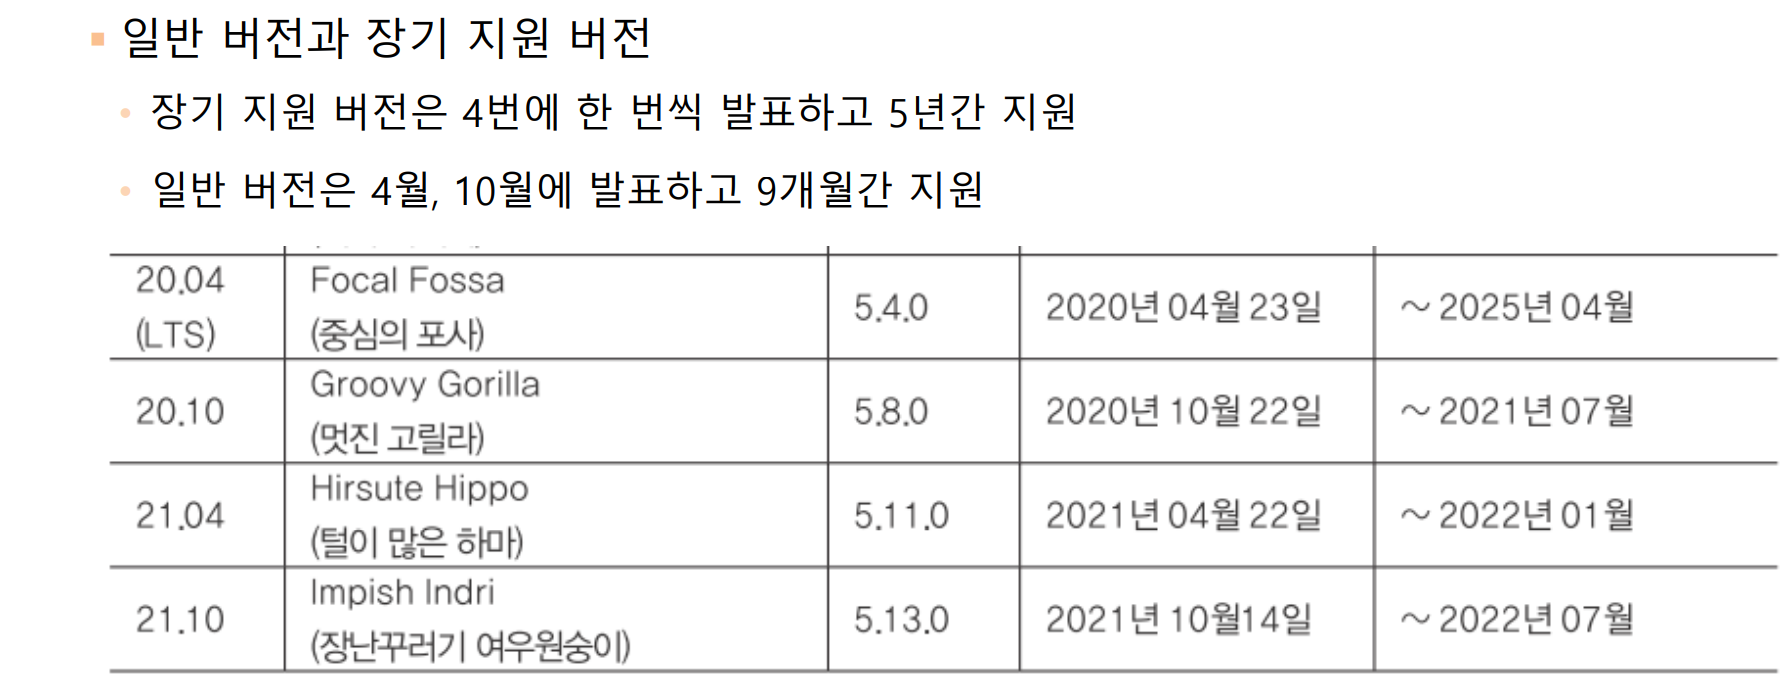 일반 버전과 장기 지원 버전
장기 지원 버전은 4번에 한 번씩 발표하고 5년간 지원
일반 버전은 4월, 10월에 발표하고 9개월간 지원
20.04 (LTS) Focal Fossa (중심의 포사) 5.4.0 2020년 04월 23일 ~ 2025년 04월
20.10 Groovy Gorilla (멋진 고릴라) 5.8.0 2020년 10월 22일 ~ 2021년 07월
21.04 Hirsute Hippo (털이 많은 하마) 5.11.0 2021년 04월 22일 ~ 2022년 01월
21.10 Impish Indri (장난꾸러기 여우원숭이) 5.13.0 2021년 10월14일 ~ 2022년 07월